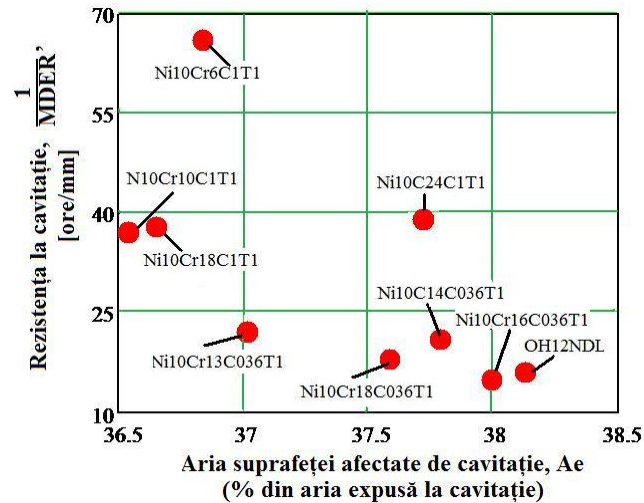 70
Ni10Cr6C1T1
55
N10Cr10C1T1
Ni10C24C1T1
40
Ni10Cr18C1T1
Ni10C14C036T1
25
Ni10Cr16C036T1
OH12NDL
Ni10Cr13C036T1
Ni10Cr18C036T1
10
36.5 37 37.5 38 38.5
Rezistența la cavitație, 1/MDER'
[ore/mm]
Aria suprafeței afectate de cavitație, Ae
(% din aria expusă la cavitație)